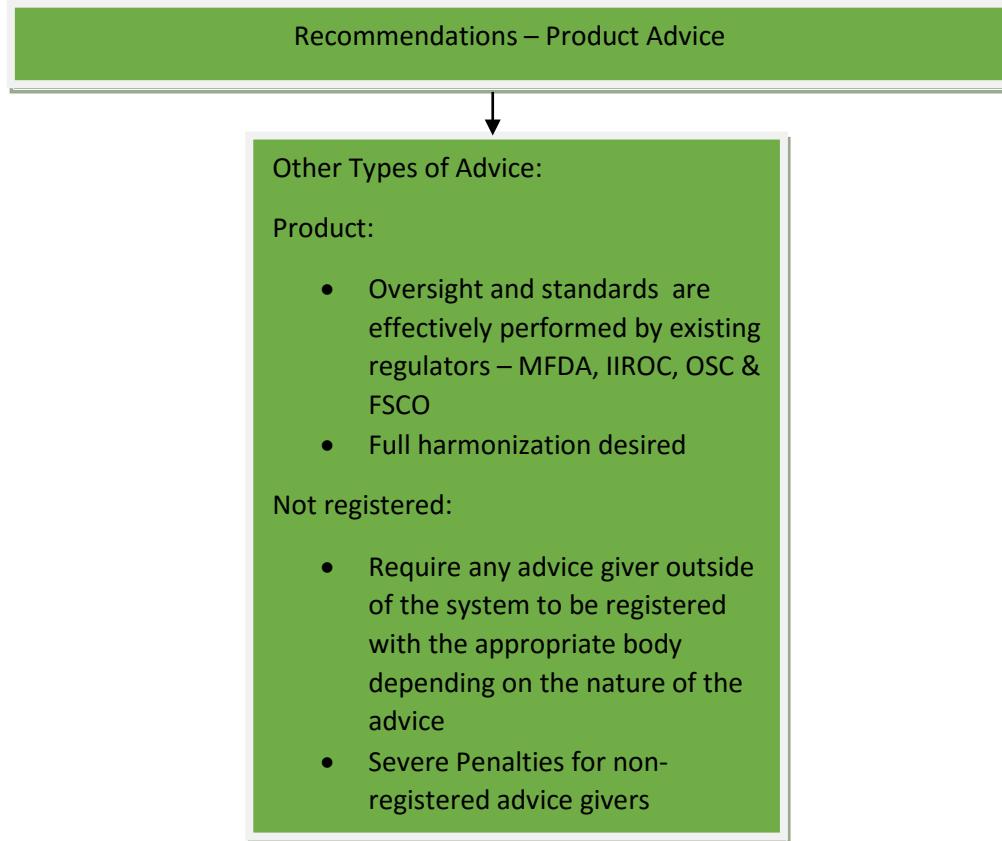 Recommendations – Product Advice
Other Types of Advice:
Product:
• Oversight and standards  are
effectively performed by existing
regulators – MFDA, IIROC, OSC &
FSCO
• Full harmonization desired
Not registered:
• Require any advice giver outside
of the system to be registered
with the appropriate body
depending on the nature of the
advice
• Severe Penalties for non-
registered advice givers